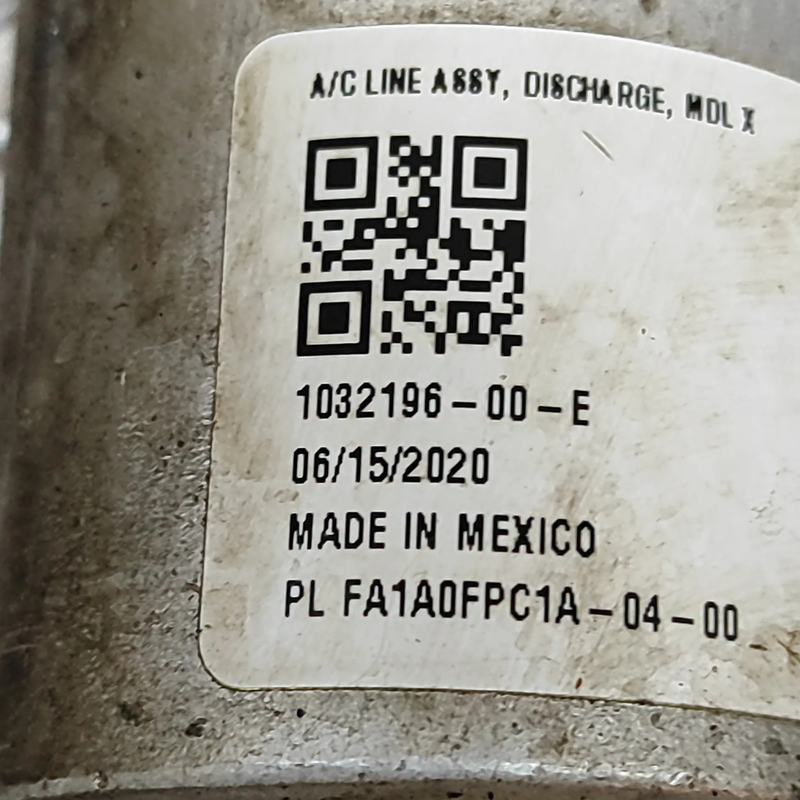 A/C LINE ASSY, DISCHARGE, MDL X
1032196-00-E
06/15/2020
MADE IN MEXICO
PL FA1A0FPC1A-04-00